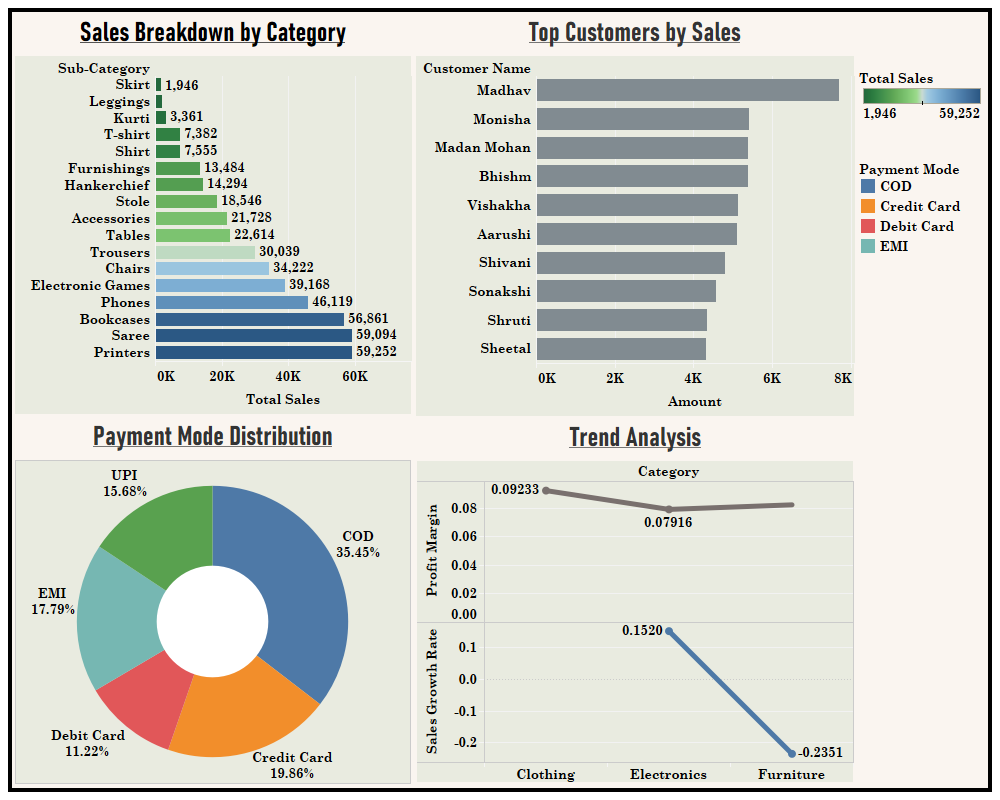 Sales Breakdown by Category
Sub-Category
Skirt 1,946
Leggings
Kurti 3,361
T-shirt 7,382
Shirt 7,555
Furnishings 13,484
Hankerchief 14,294
Stole 18,546
Accessories 21,728
Tables 22,614
Trousers 30,039
Chairs 34,222
Electronic Games 39,168
Phones 46,119
Bookcases 56,861
Saree 59,094
Printers 59,252
0K 20K 40K 60K
Total Sales
Top Customers by Sales
Customer Name
Madhav
Monisha
Madan Mohan
Bhishm
Vishakha
Aarushi
Shivani
Sonakshi
Shruti
Sheetal
0K 2K 4K 6K 8K
Amount
Total Sales
1,946 59,252
Payment Mode
COD
Credit Card
Debit Card
EMI
Payment Mode Distribution
UPI
15.68%
COD
35.45%
EMI
17.79%
Debit Card
11.22%
Credit Card
19.86%
Trend Analysis
Category
Profit Margin
0.08
0.06
0.04
0.02
0.00
0.09233
0.07916
Sales Growth Rate
0.1
0.0
-0.1
-0.2
0.1520
-0.2351
Clothing Electronics Furniture